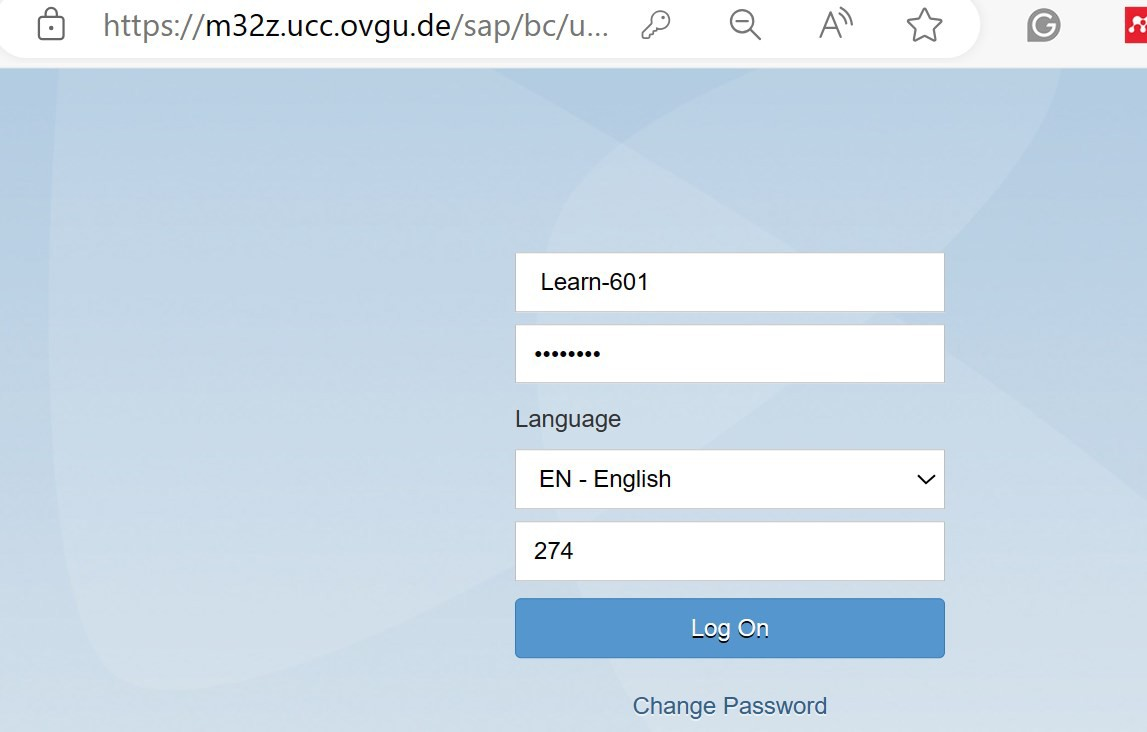 https://m32z.ucc.ovgu.de/sap/bc/u...
Learn-601
••••••••
Language
EN - English
274
Log On
Change Password